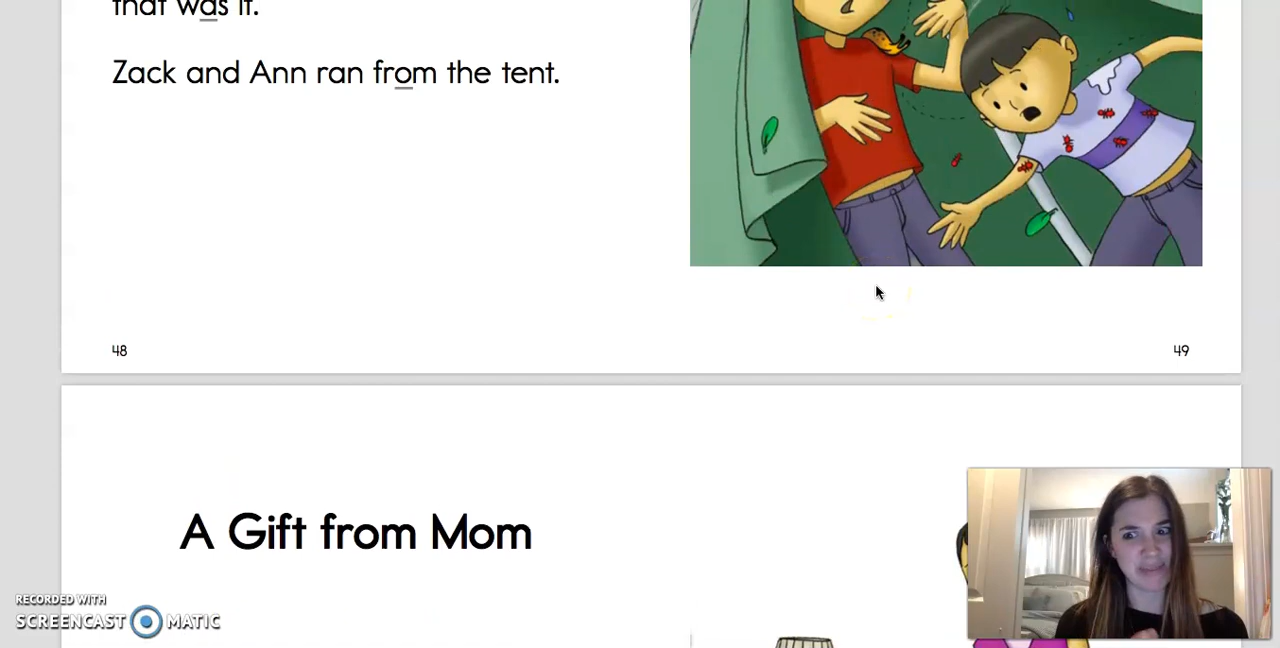 that was it.
Zack and Ann ran from the tent.
48
49
A Gift from Mom
RECORDED WITH
SCREENCAST MATIC